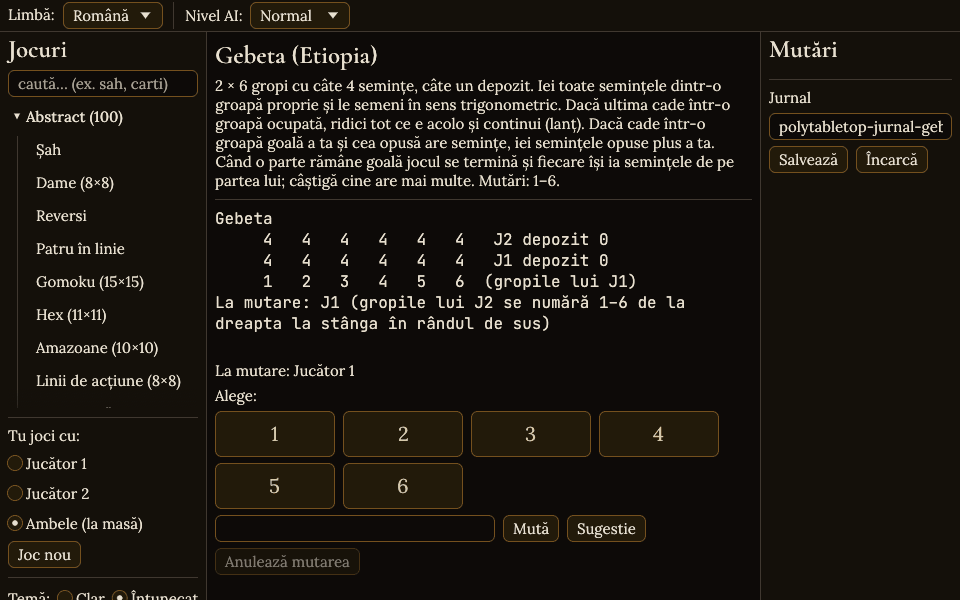 Limbă: Română ▼ Nivel AI: Normal ▼
Jocuri
caută... (ex. sah, carti)
▼ Abstract (100)
Șah
Dame (8×8)
Reversi
Patru în linie
Gomoku (15×15)
Hex (11×11)
Amazoane (10×10)
Linii de acțiune (8×8)
Tu joci cu:
Jucător 1
Jucător 2
Ambele (la masă)
Joc nou
Temă: Clar Întunecat
Gebeta (Etiopia)
2 × 6 gropi cu câte 4 semințe, câte un depozit. Iei toate semințele dintr-o
groapă proprie și le semeni în sens trigonometric. Dacă ultima cade într-o
groapă ocupată, ridici tot ce e acolo și continui (lanț). Dacă cade într-o
groapă goală a ta și cea opusă are semințe, iei semințele opuse plus a ta.
Când o parte rămâne goală jocul se termină și fiecare își ia semințele de pe
partea lui; câștigă cine are mai multe. Mutări: 1–6.
Gebeta
4 4 4 4 4 4 J2 depozit 0
4 4 4 4 4 4 J1 depozit 0
1 2 3 4 5 6 (gropile lui J1)
La mutare: J1 (gropile lui J2 se numără 1–6 de la
dreapta la stânga în rândul de sus)
La mutare: Jucător 1
Alege:
1 2 3 4
5 6
Mută Sugestie
Anulează mutarea
Mutări
Jurnal
polytabletop-jurnal-geb
Salvează Încarcă